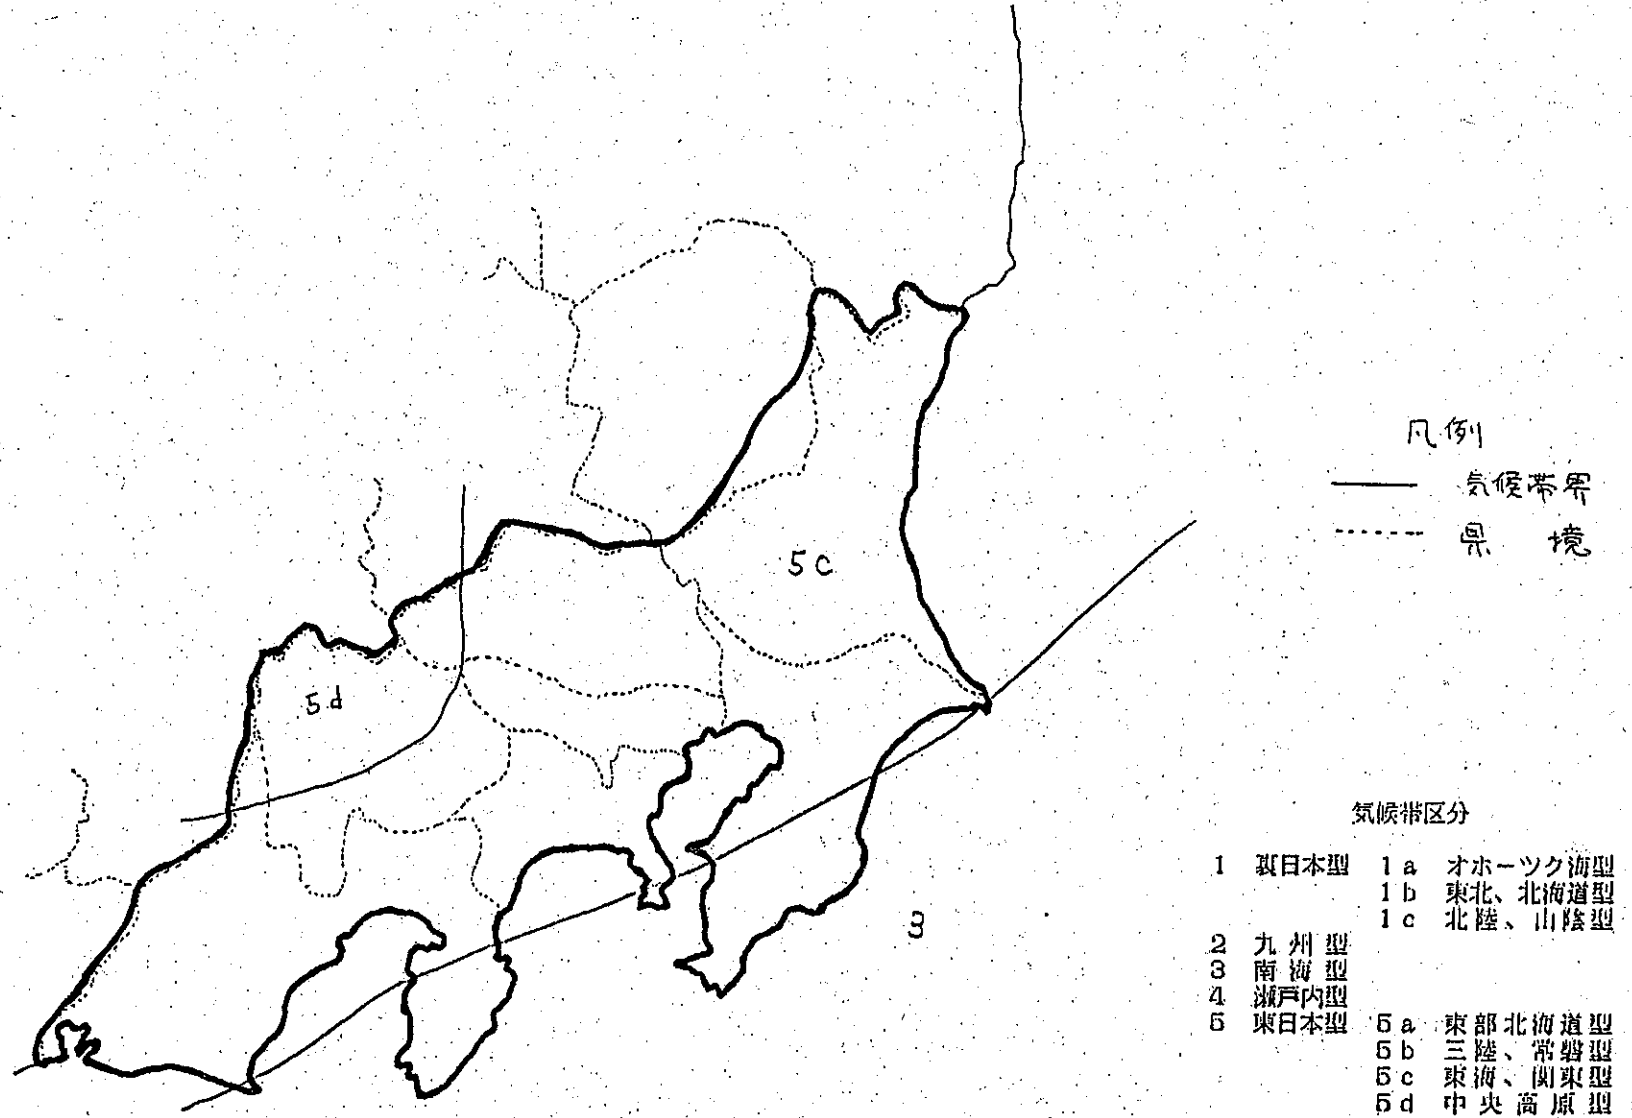 凡例
気候帯界
県 境
5c
5d
3
気候帯区分
1 裏日本型 1a オホーツク海型
1b 東北、北海道型
1c 北陸、山陰型
2 九州型
3 南海型
4 瀬戸内型
5 東日本型 5a 東部北海道型
5b 三陸、常磐型
5c 東海、関東型
5d 中央高原型